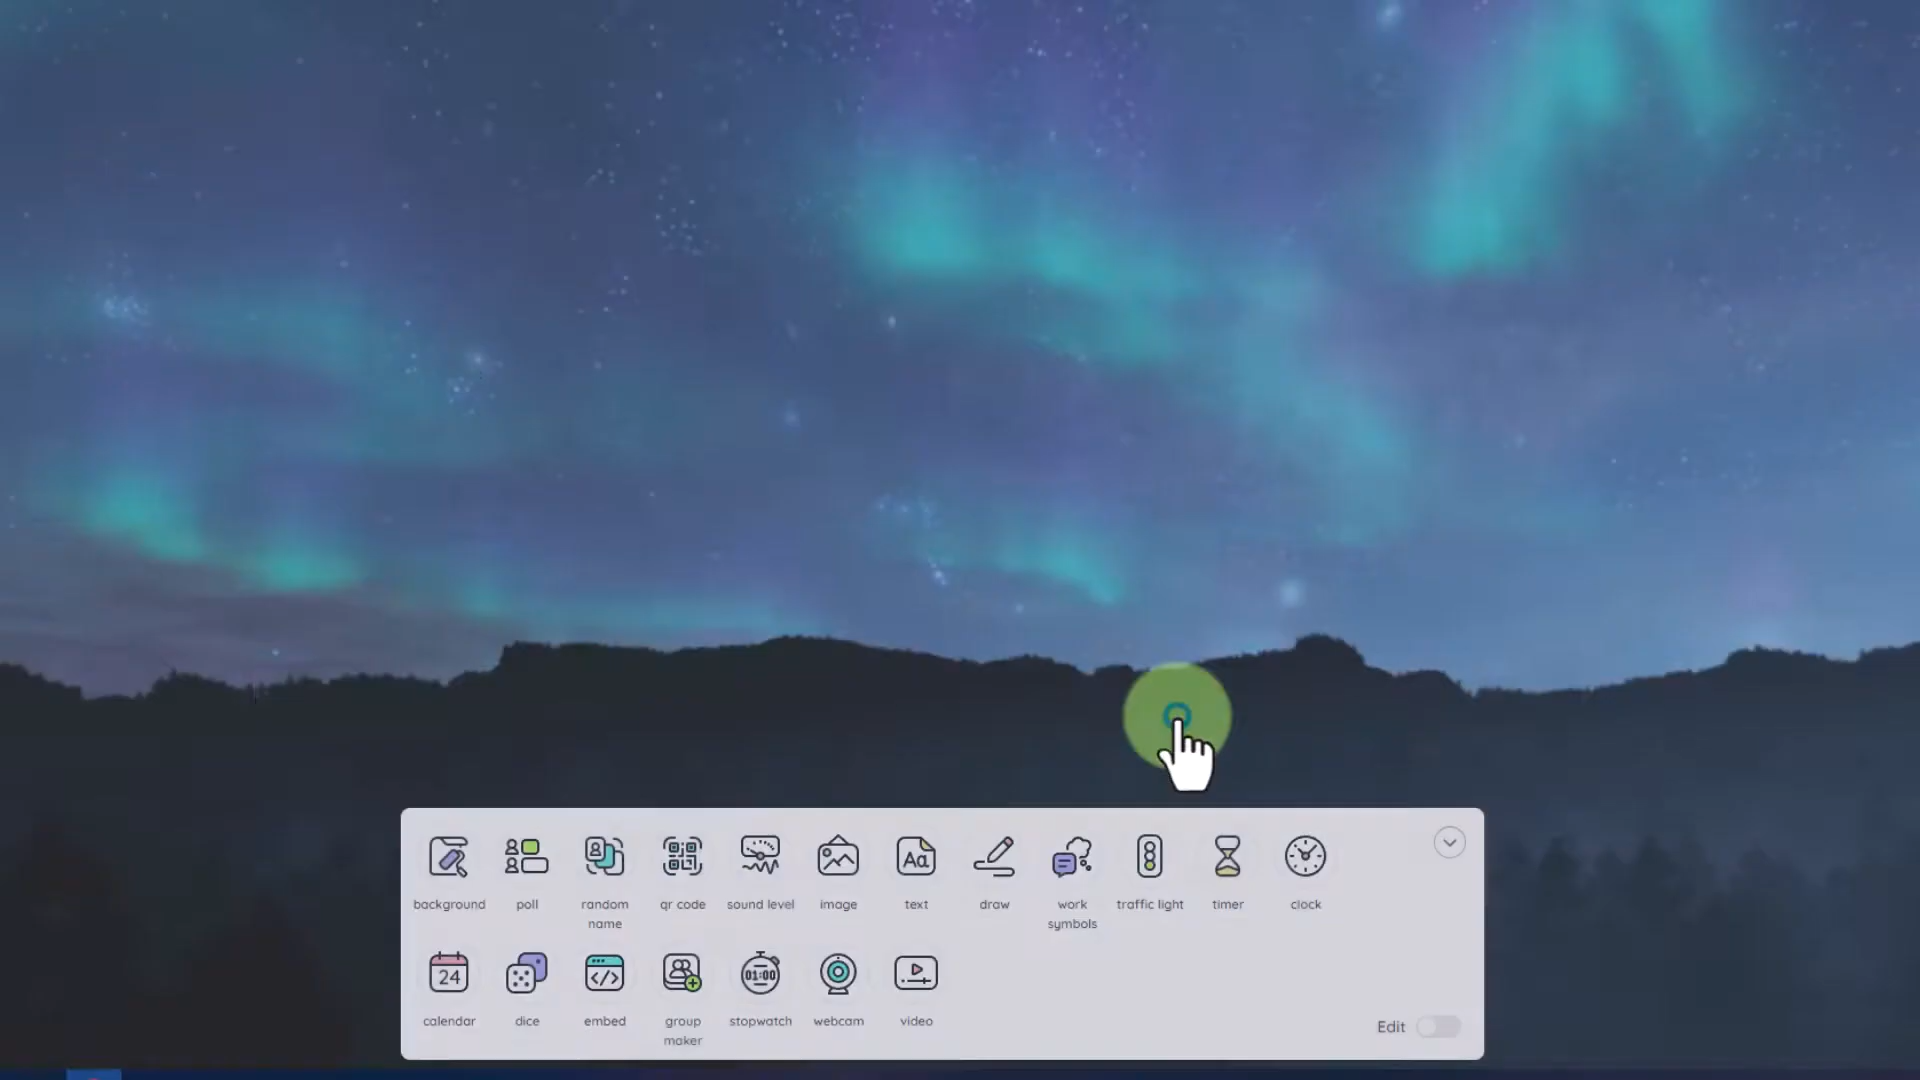 background poll random name qr code sound level image text draw work symbols traffic light timer clock
Aa
24
01:00
calendar dice embed group maker stopwatch webcam video
Edit